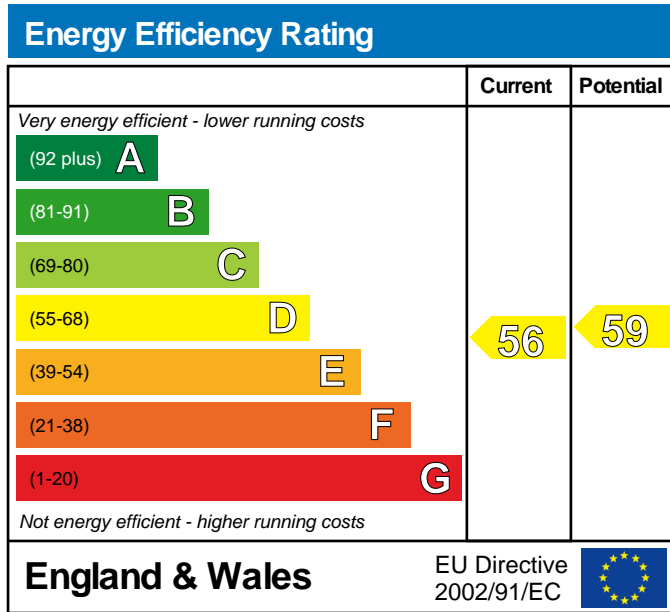 Energy Efficiency Rating
Current Potential
Very energy efficient - lower running costs
(92 plus) A
(81-91) B
(69-80) C
(55-68) D
56 59
(39-54) E
(21-38) F
(1-20) G
Not energy efficient - higher running costs
England & Wales
EU Directive
2002/91/EC